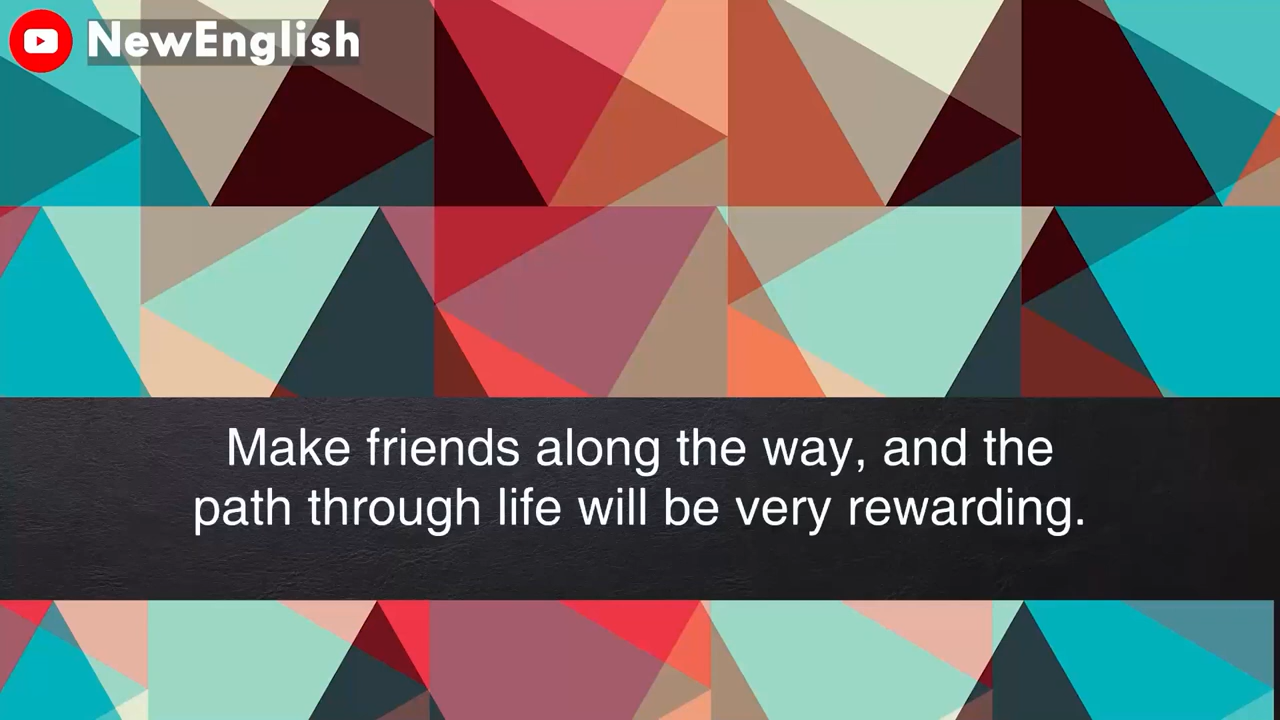 NewEnglish
Make friends along the way, and the
path through life will be very rewarding.